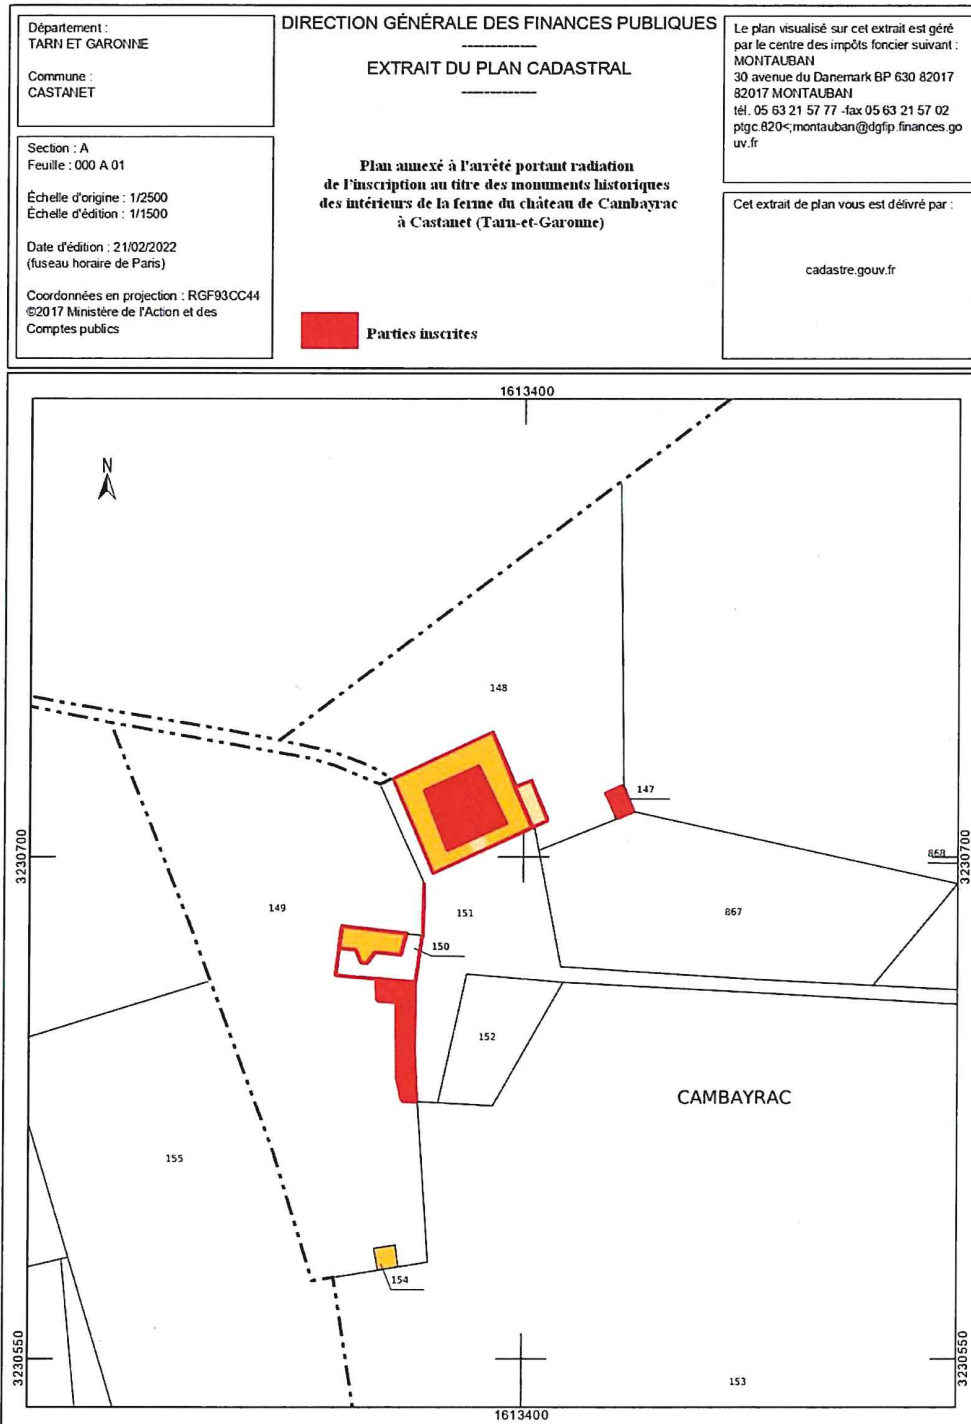 Département :
TARN ET GARONNE
Commune :
CASTANET
Section : A
Feuille : 000 A 01
Échelle d'origine : 1/2500
Échelle d'édition : 1/1500
Date d'édition : 21/02/2022
(fuseau horaire de Paris)
Coordonnées en projection : RGF93CC44
©2017 Ministère de l'Action et des
Comptes publics
DIRECTION GÉNÉRALE DES FINANCES PUBLIQUES
-------------
EXTRAIT DU PLAN CADASTRAL
-------------
Plan annexé à l'arrêté portant radiation
de l'inscription au titre des monuments historiques
des intérieurs de la ferme du château de Cambayrac
à Castanet (Tarn-et-Garonne)
Parties inscrites
Le plan visualisé sur cet extrait est géré
par le centre des impôts foncier suivant :
MONTAUBAN
30 avenue du Danemark BP 630 82017
82017 MONTAUBAN
tél. 05 63 21 57 77 -fax 05 63 21 57 02
ptgc.820<;montauban@dgfip.finances.go
uv.fr
Cet extrait de plan vous est délivré par :
cadastre.gouv.fr
1613400
N
148
147
3230700
868
3230700
149
151
867
150
152
CAMBAYRAC
155
154
3230550
3230550
153
1613400